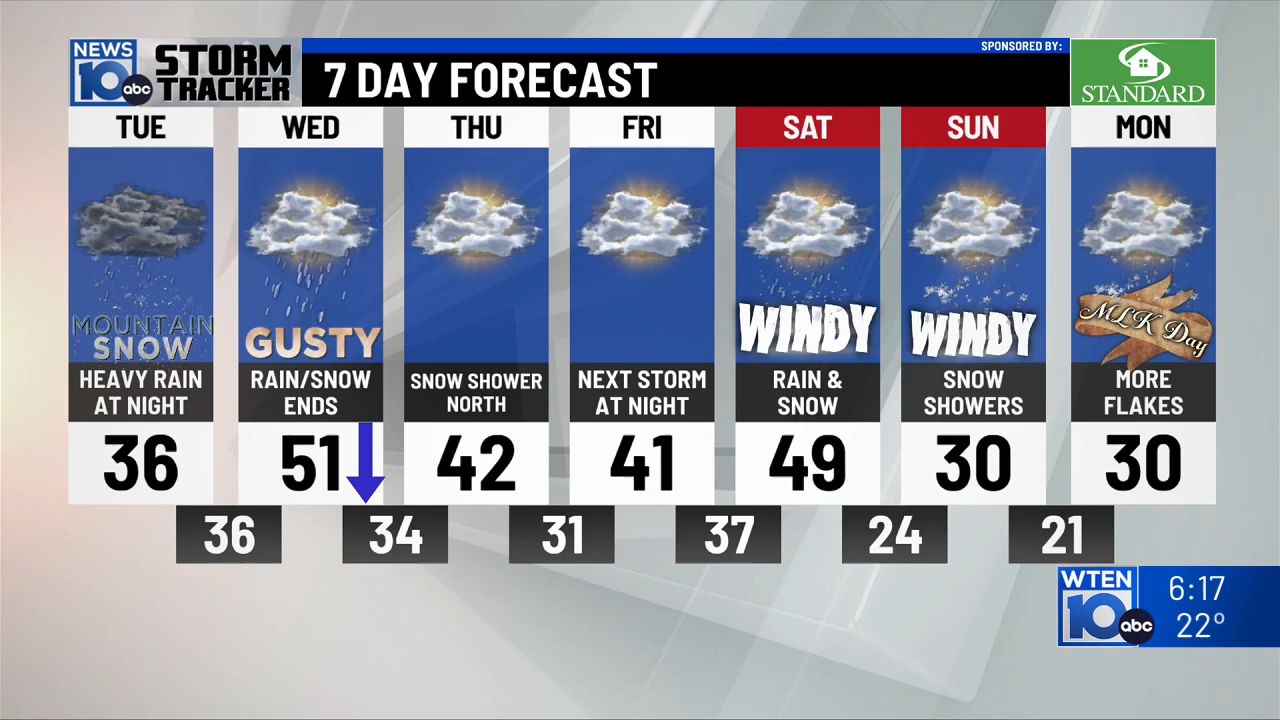 NEWS
10
abc
STORM
TRACKER
7 DAY FORECAST
SPONSORED BY:
STANDARD
TUE
WED
THU
FRI
SAT
SUN
MON
MOUNTAIN
SNOW
GUSTY
WINDY
WINDY
MLK Day
HEAVY RAIN
AT NIGHT
RAIN/SNOW
ENDS
SNOW SHOWER
NORTH
NEXT STORM
AT NIGHT
RAIN &
SNOW
SNOW
SHOWERS
MORE
FLAKES
36
51
42
41
49
30
30
36
34
31
37
24
21
WTEN
10
abc
6:17
22°